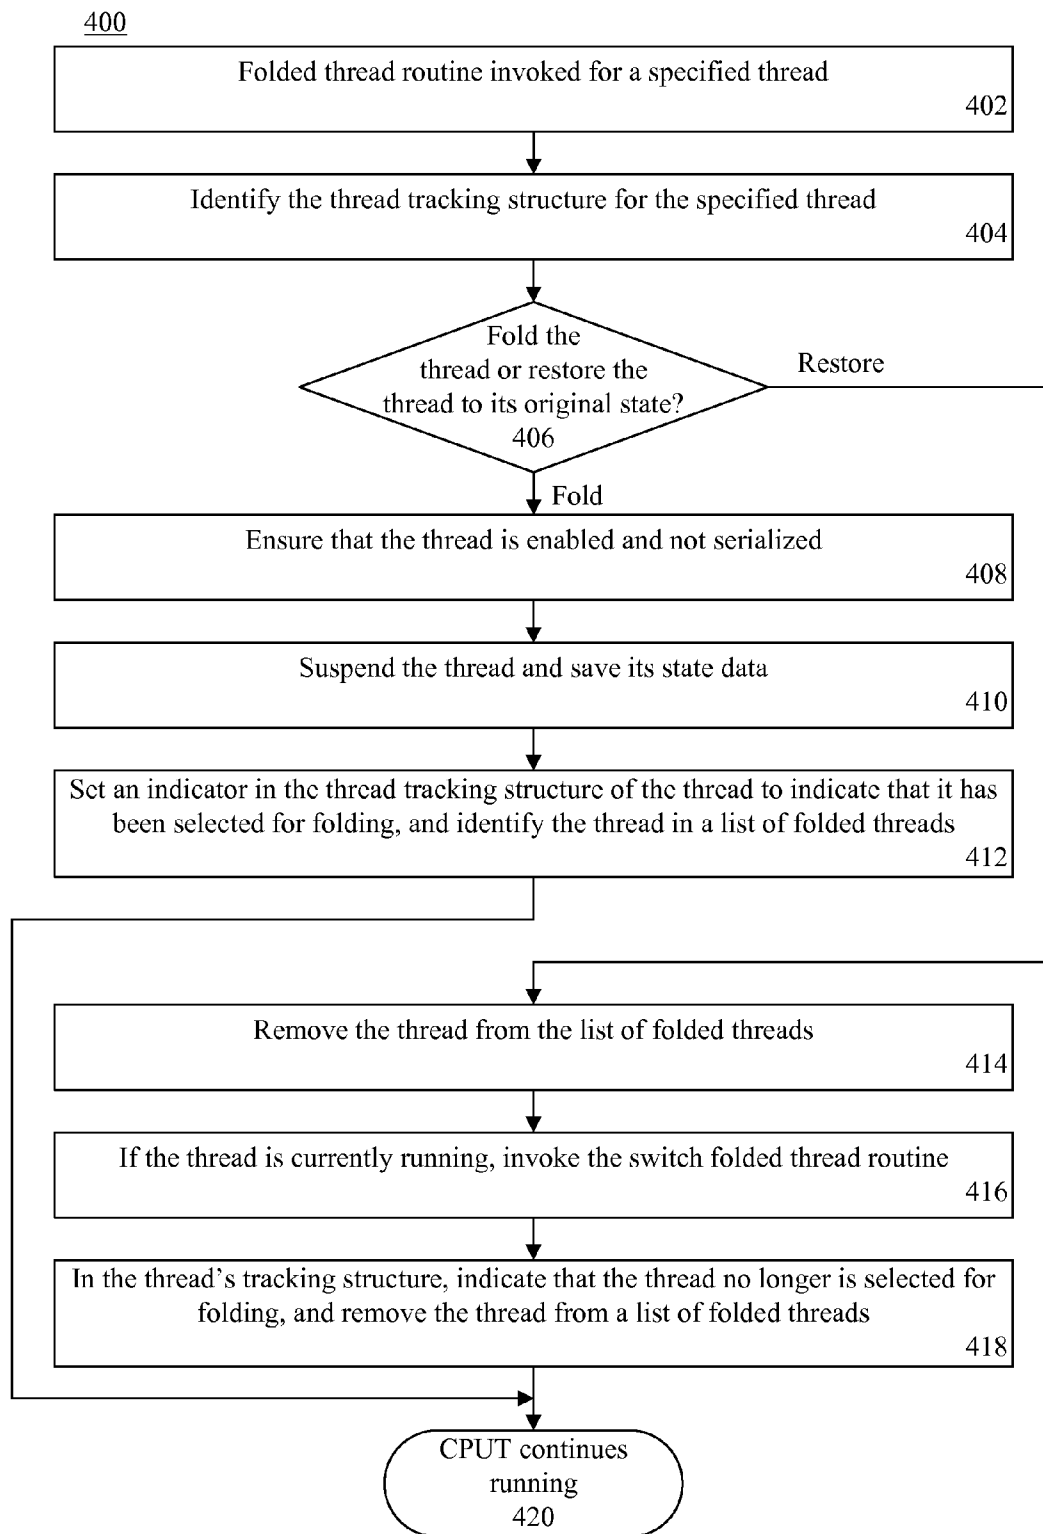 400
Folded thread routine invoked for a specified thread
402
Identify the thread tracking structure for the specified thread
404
Fold the
thread or restore the
thread to its original state?
406
Restore
Fold
Ensure that the thread is enabled and not serialized
408
Suspend the thread and save its state data
410
Set an indicator in the thread tracking structure of the thread to indicate that it has
been selected for folding, and identify the thread in a list of folded threads
412
Remove the thread from the list of folded threads
414
If the thread is currently running, invoke the switch folded thread routine
416
In the thread's tracking structure, indicate that the thread no longer is selected for
folding, and remove the thread from a list of folded threads
418
CPUT continues
running
420